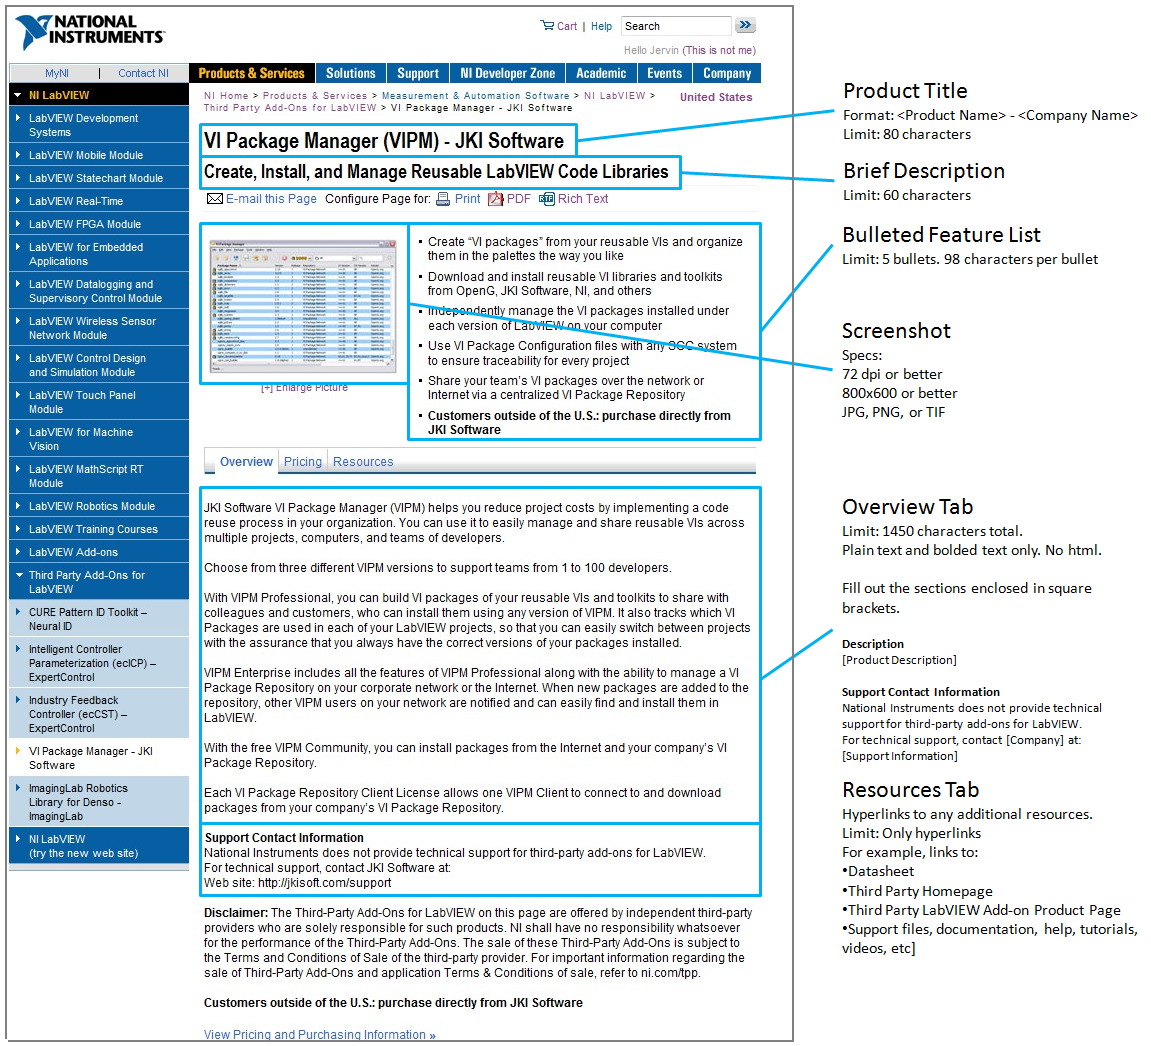 NATIONAL
INSTRUMENTS
Cart | Help
Search
Hello Jervin (This is not me)
MyNI | Contact NI
Products & Services
Solutions
Support
NI Developer Zone
Academic
Events
Company
NI LabVIEW
LabVIEW Development
Systems
LabVIEW Mobile Module
LabVIEW Statechart Module
LabVIEW Real-Time
LabVIEW FPGA Module
LabVIEW for Embedded
Applications
LabVIEW Datalogging and
Supervisory Control Module
LabVIEW Wireless Sensor
Network Module
LabVIEW Control Design
and Simulation Module
LabVIEW Touch Panel
Module
LabVIEW for Machine
Vision
LabVIEW MathScript RT
Module
LabVIEW Robotics Module
LabVIEW Training Courses
LabVIEW Add-ons
Third Party Add-Ons for
LabVIEW
CURE Pattern ID Toolkit –
Neural ID
Intelligent Controller
Parameterization (ecICP) –
ExpertControl
Industry Feedback
Controller (ecCST) –
ExpertControl
VI Package Manager - JKI
Software
ImagingLab Robotics
Library for Denso -
ImagingLab
NI LabVIEW
(try the new web site)
NI Home > Products & Services > Measurement & Automation Software > NI LabVIEW >
Third Party Add-Ons for LabVIEW > VI Package Manager - JKI Software
United States
VI Package Manager (VIPM) - JKI Software
Create, Install, and Manage Reusable LabVIEW Code Libraries
E-mail this Page Configure Page for: Print PDF Rich Text
[+] Enlarge Picture
▪ Create “VI packages” from your reusable VIs and organize
them in the palettes the way you like
▪ Download and install reusable VI libraries and toolkits
from OpenG, JKI Software, NI, and others
▪ Independently manage the VI packages installed under
each version of LabVIEW on your computer
▪ Use VI Package Configuration files with any SCC system
to ensure traceability for every project
▪ Share your team’s VI packages over the network or
Internet via a centralized VI Package Repository
▪ Customers outside of the U.S.: purchase directly from
JKI Software
Overview
Pricing
Resources
JKI Software VI Package Manager (VIPM) helps you reduce project costs by implementing a code
reuse process in your organization. You can use it to easily manage and share reusable VIs across
multiple projects, computers, and teams of developers.
Choose from three different VIPM versions to support teams from 1 to 100 developers.
With VIPM Professional, you can build VI packages of your reusable VIs and toolkits to share with
colleagues and customers, who can install them using any version of VIPM. It also tracks which VI
Packages are used in each of your LabVIEW projects, so that you can easily switch between projects
with the assurance that you always have the correct versions of your packages installed.
VIPM Enterprise includes all the features of VIPM Professional along with the ability to manage a VI
Package Repository on your corporate network or the Internet. When new packages are added to the
repository, other VIPM users on your network are notified and can easily find and install them in
LabVIEW.
With the free VIPM Community, you can install packages from the Internet and your company’s VI
Package Repository.
Each VI Package Repository Client License allows one VIPM Client to connect to and download
packages from your company’s VI Package Repository.
Support Contact Information
National Instruments does not provide technical support for third-party add-ons for LabVIEW.
For technical support, contact JKI Software at:
Web site: http://jkisoft.com/support
Disclaimer: The Third-Party Add-Ons for LabVIEW on this page are offered by independent third-party
providers who are solely responsible for such products. NI shall have no responsibility whatsoever
for the performance of the Third-Party Add-Ons. The sale of these Third-Party Add-Ons is subject to
the Terms and Conditions of Sale of the third-party provider. For important information regarding the
sale of Third-Party Add-Ons and application Terms & Conditions of sale, refer to ni.com/tpp.
Customers outside of the U.S.: purchase directly from JKI Software
View Pricing and Purchasing Information »
Product Title
Format: <Product Name> - <Company Name>
Limit: 80 characters
Brief Description
Limit: 60 characters
Bulleted Feature List
Limit: 5 bullets. 98 characters per bullet
Screenshot
Specs:
72 dpi or better
800x600 or better
JPG, PNG, or TIF
Overview Tab
Limit: 1450 characters total.
Plain text and bolded text only. No html.
Fill out the sections enclosed in square
brackets.
Description
[Product Description]
Support Contact Information
National Instruments does not provide technical
support for third-party add-ons for LabVIEW.
For technical support, contact [Company] at:
[Support Information]
Resources Tab
Hyperlinks to any additional resources.
Limit: Only hyperlinks
For example, links to:
•Datasheet
•Third Party Homepage
•Third Party LabVIEW Add-on Product Page
•Support files, documentation, help, tutorials,
videos, etc]